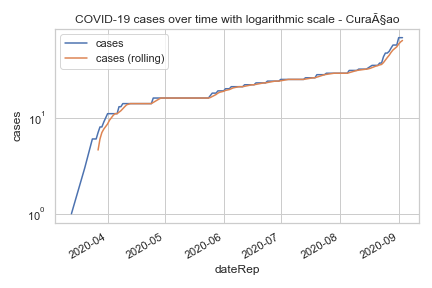 COVID-19 cases over time with logarithmic scale - CuraÃ§ao
cases
cases (rolling)
10¹
10⁰
cases
2020-04
2020-05
2020-06
2020-07
2020-08
2020-09
dateRep